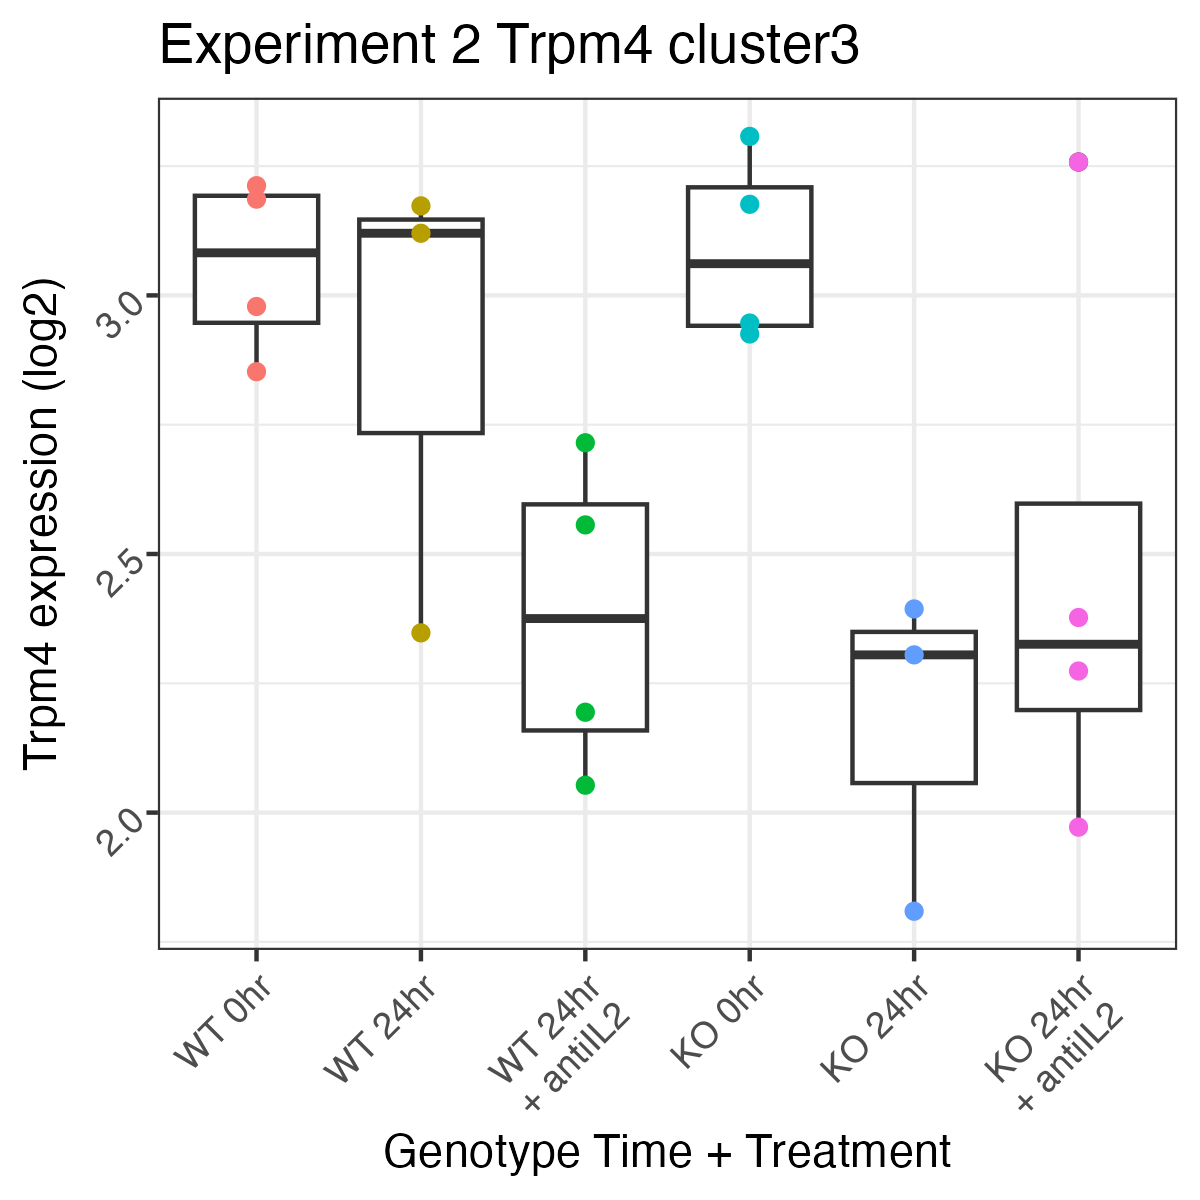 Experiment 2 Trpm4 cluster3
Trpm4 expression (log2)
3.0
2.5
2.0
WT 0hr
WT 24hr
WT 24hr
+ antiIL2
KO 0hr
KO 24hr
KO 24hr
+ antiIL2
Genotype Time + Treatment